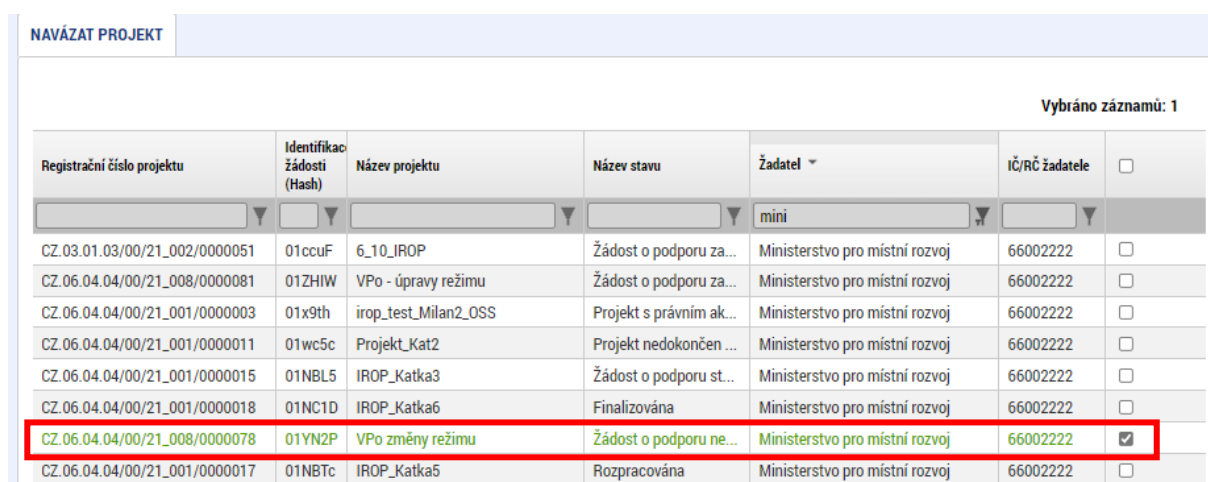 NAVÁZAT PROJEKT
Vybráno záznamů: 1
Registrační číslo projektu Identifikac žádosti (Hash) Název projektu Název stavu Žadatel IČ/RČ žadatele
mini
CZ.03.01.03/00/21_002/0000051 01ccuF 6_10_IROP Žádost o podporu za... Ministerstvo pro místní rozvoj 66002222
CZ.06.04.04/00/21_008/0000081 01ZHIW VPo - úpravy režimu Žádost o podporu za... Ministerstvo pro místní rozvoj 66002222
CZ.06.04.04/00/21_001/0000003 01x9th irop_test_Milan2_OSS Projekt s právním ak... Ministerstvo pro místní rozvoj 66002222
CZ.06.04.04/00/21_001/0000011 01wc5c Projekt_Kat2 Projekt nedokončen ... Ministerstvo pro místní rozvoj 66002222
CZ.06.04.04/00/21_001/0000015 01NBL5 IROP_Katka3 Žádost o podporu st... Ministerstvo pro místní rozvoj 66002222
CZ.06.04.04/00/21_001/0000018 01NC1D IROP_Katka6 Finalizována Ministerstvo pro místní rozvoj 66002222
CZ.06.04.04/00/21_008/0000078 01YN2P VPo změny režimu Žádost o podporu ne... Ministerstvo pro místní rozvoj 66002222
CZ.06.04.04/00/21_001/0000017 01NBTc IROP_Katka5 Rozpracována Ministerstvo pro místní rozvoj 66002222